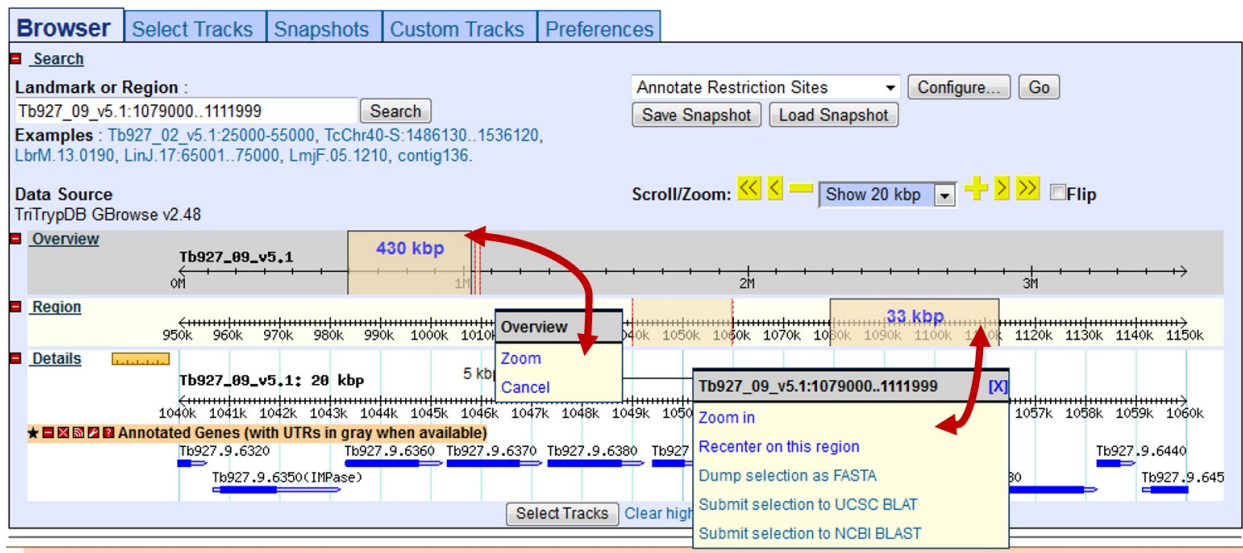 Browser Select Tracks Snapshots Custom Tracks Preferences
Search
Landmark or Region :
Tb927_09_v5.1:1079000..1111999 Search
Annotate Restriction Sites Configure... Go
Save Snapshot Load Snapshot
Examples : Tb927_02_v5.1:25000-55000, TcChr40-S:1486130..1536120,
LbrM.13.0190, LinJ.17:65001..75000, LmjF.05.1210, contig136.
Data Source
TriTrypDB GBrowse v2.48
Scroll/Zoom: << < Show 20 kbp > >> Flip
Overview
430 kbp
Tb927_09_v5.1
0M 1M 2M 3M
Region
33 kbp
950k 960k 970k 980k 990k 1000k 1050k 1060k 1070k 1090k 1100k 1120k 1130k 1140k 1150k
Overview
Zoom
Cancel
Details
Tb927_09_v5.1: 20 kbp 5 kb
1040k 1041k 1042k 1043k 1044k 1045k 1046k 1047k 1048k 1049k 1057k 1058k 1059k 1060k
Tb927_09_v5.1:1079000..1111999 [X]
Zoom in
Recenter on this region
Dump selection as FASTA
Submit selection to UCSC BLAT
Submit selection to NCBI BLAST
Annotated Genes (with UTRs in gray when available)
Tb927.9.6320 Tb927.9.6360 Tb927.9.6370 Tb927.9.6380 Tb927 Tb927.9.6440
Tb927.9.6350(IMPase) Tb927.9.645
Select Tracks Clear high